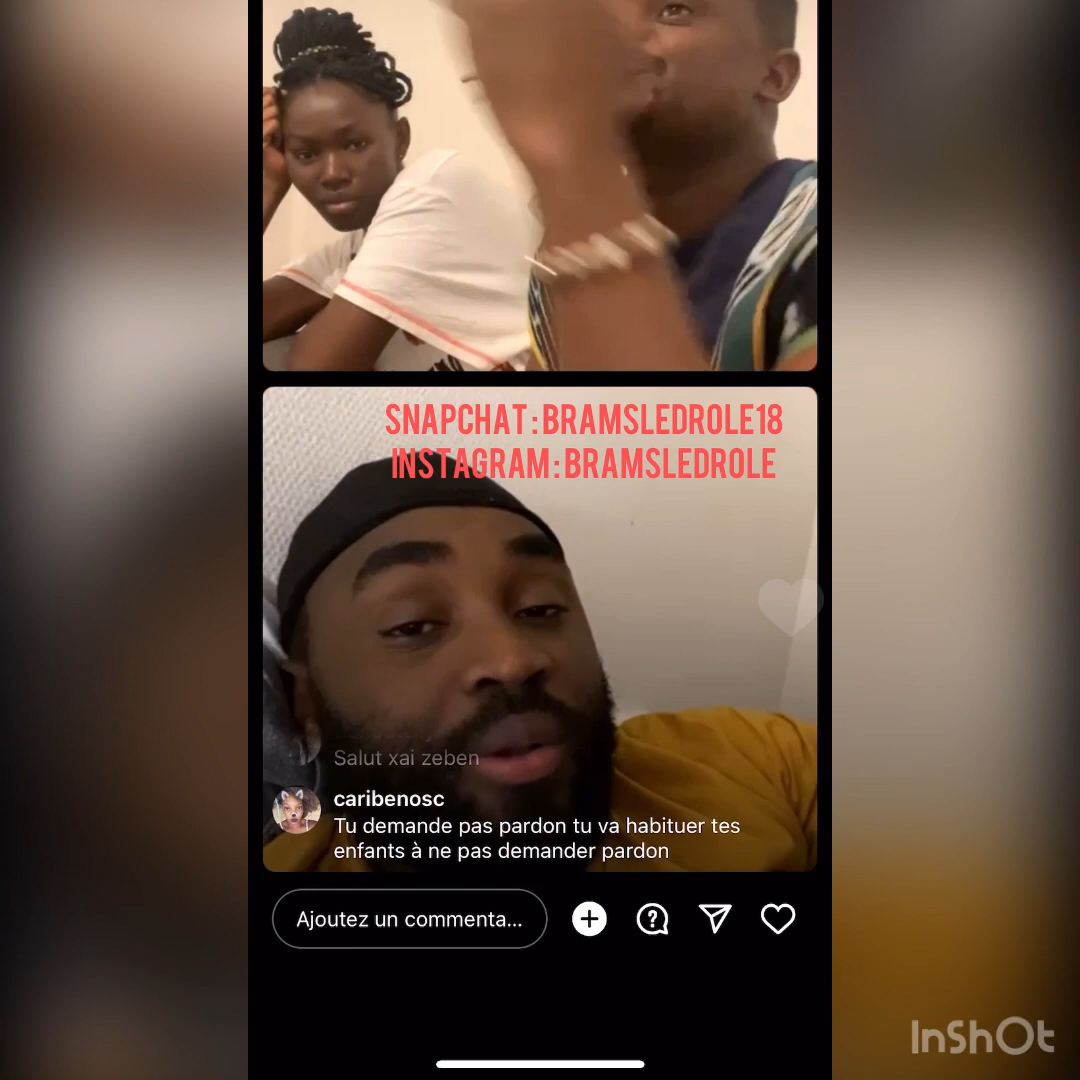 SNAPCHAT : BRAMSLEDROLE18
INSTAGRAM : BRAMSLEDROLE
Salut xai zeben
caribenosc
Tu demande pas pardon tu va habituer tes
enfants à ne pas demander pardon
Ajoutez un commenta...
InShOt